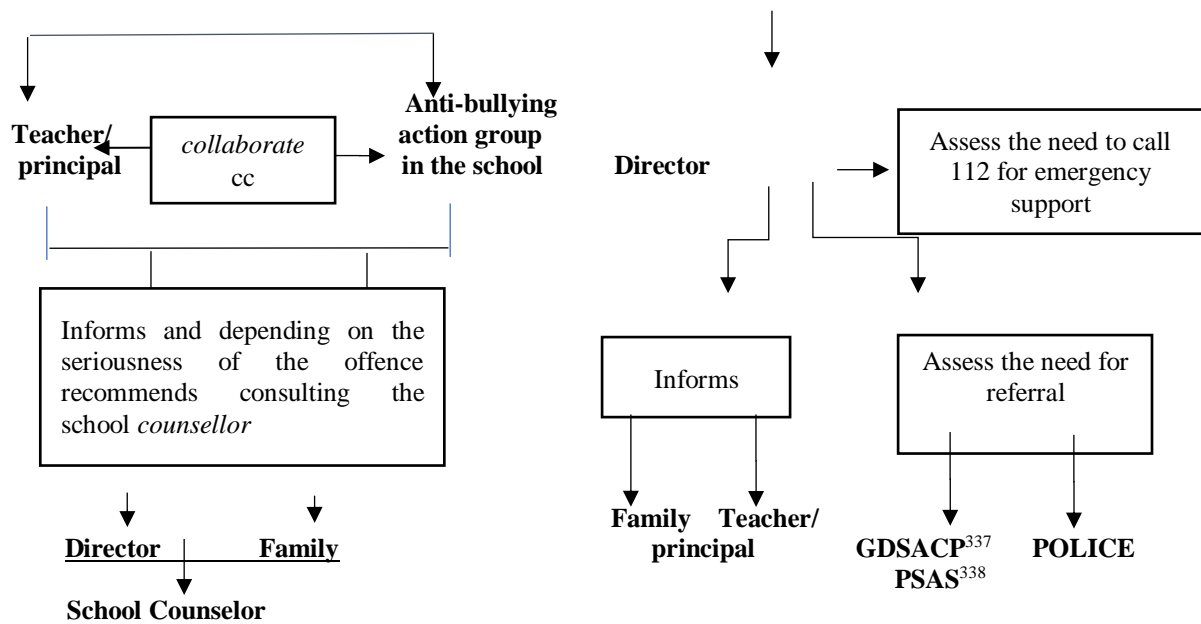 Teacher/
principal
collaborate
cc
Anti-bullying
action group
in the school
Informs and depending on the
seriousness of the offence
recommends consulting the
school counsellor
Director
Family
School Counselor
Director
Assess the need to call
112 for emergency
support
Informs
Assess the need for
referral
Family Teacher/
principal
GDSACP337
PSAS338
POLICE